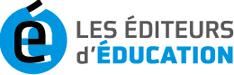 é
LES ÉDITEURS
d'ÉDUCATION